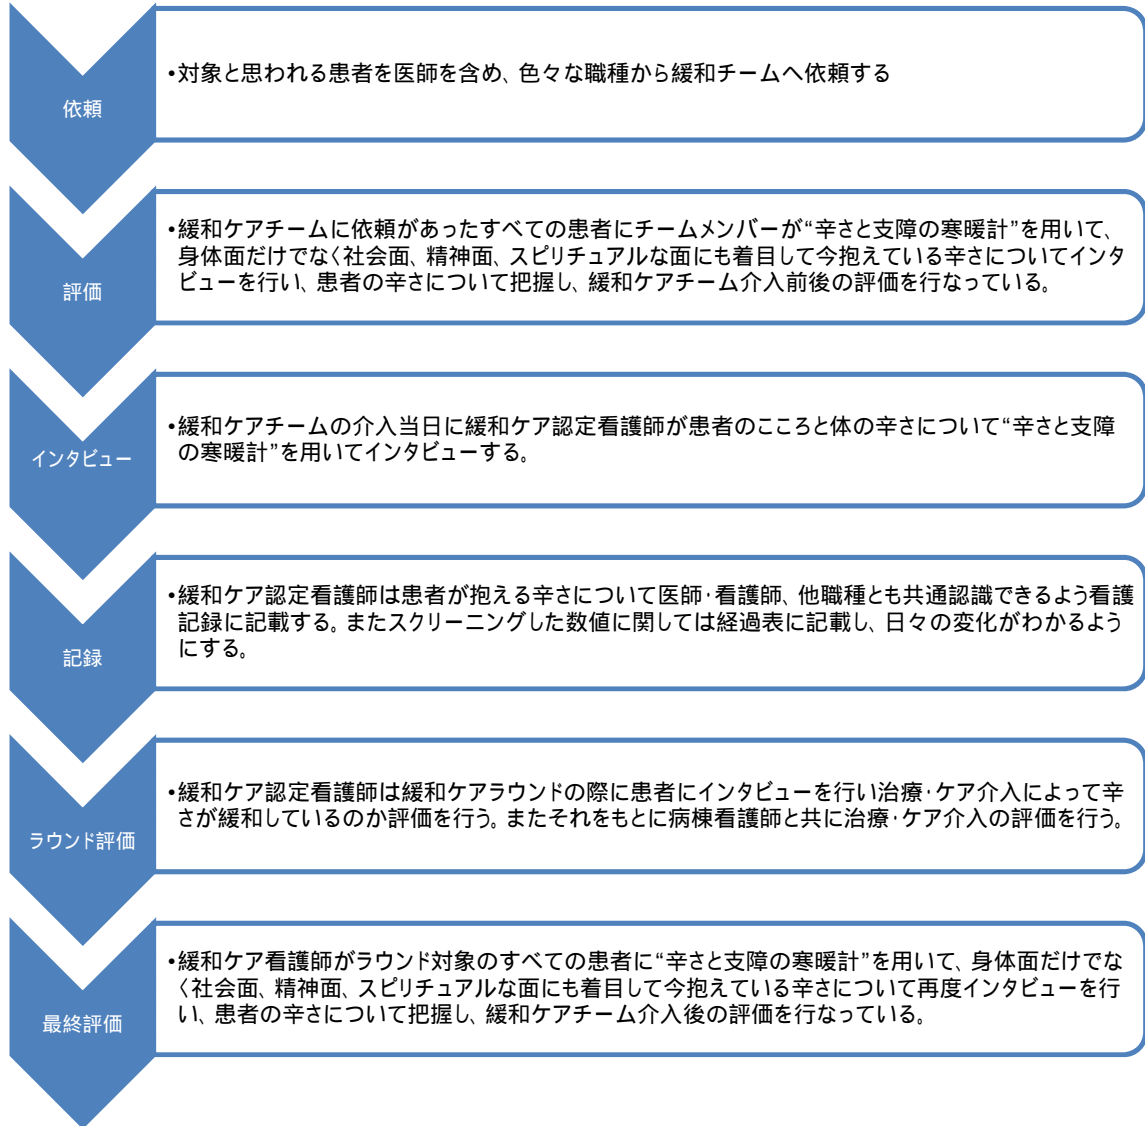 依頼
•対象と思われる患者を医師を含め、色々な職種から緩和チームへ依頼する
評価
•緩和ケアチームに依頼があったすべての患者にチームメンバーが“辛さと支障の寒暖計”を用いて、
身体面だけでなく社会面、精神面、スピリチュアルな面にも着目して今抱えている辛さについてインタ
ビューを行い、患者の辛さについて把握し、緩和ケアチーム介入前後の評価を行なっている。
インタビュー
•緩和ケアチームの介入当日に緩和ケア認定看護師が患者のこころと体の辛さについて“辛さと支障
の寒暖計”を用いてインタビューする。
記録
•緩和ケア認定看護師は患者が抱える辛さについて医師・看護師、他職種とも共通認識できるよう看護
記録に記載する。またスクリーニングした数値に関しては経過表に記載し、日々の変化がわかるよう
にする。
ラウンド評価
•緩和ケア認定看護師は緩和ケアラウンドの際に患者にインタビューを行い治療・ケア介入によって辛
さが緩和しているのか評価を行う。またそれをもとに病棟看護師と共に治療・ケア介入の評価を行う。
最終評価
•緩和ケア看護師がラウンド対象のすべての患者に“辛さと支障の寒暖計”を用いて、身体面だけでな
く社会面、精神面、スピリチュアルな面にも着目して今抱えている辛さについて再度インタビューを行
い、患者の辛さについて把握し、緩和ケアチーム介入後の評価を行なっている。